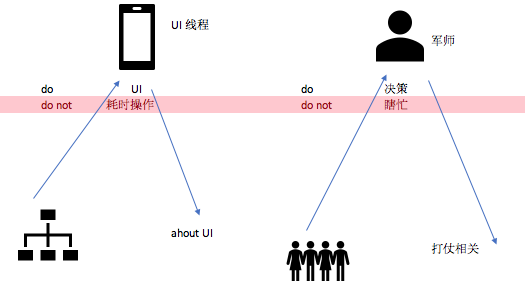 UI 线程
军师
do UI do 决策
do not 耗时操作 do not 瞎忙
ahout UI
打仗相关